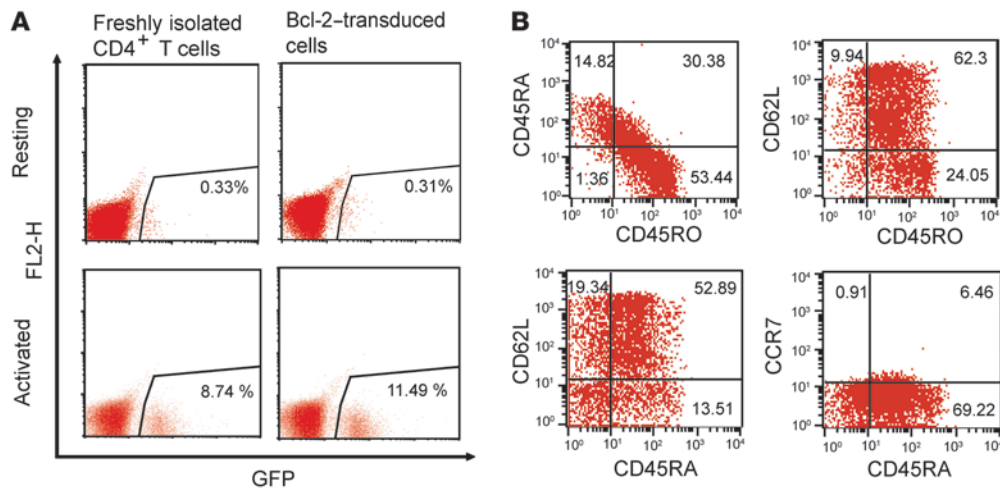 A
Freshly isolated
CD4+ T cells
Bcl-2–transduced
cells
Resting
0.33%
0.31%
FL2-H
Activated
8.74 %
11.49 %
GFP
B
10⁴
10³
10²
10¹
10⁰
CD45RA
14.82
30.38
1.36
53.44
10⁰ 10¹ 10² 10³ 10⁴
CD45RO
10⁴
10³
10²
10¹
10⁰
CD62L
9.94
62.3
24.05
10⁰ 10¹ 10² 10³ 10⁴
CD45RO
10⁴
10³
10²
10¹
10⁰
CD62L
19.34
52.89
13.51
10⁰ 10¹ 10² 10³ 10⁴
CD45RA
10⁴
10³
10²
10¹
10⁰
CCR7
0.91
6.46
69.22
10⁰ 10¹ 10² 10³ 10⁴
CD45RA